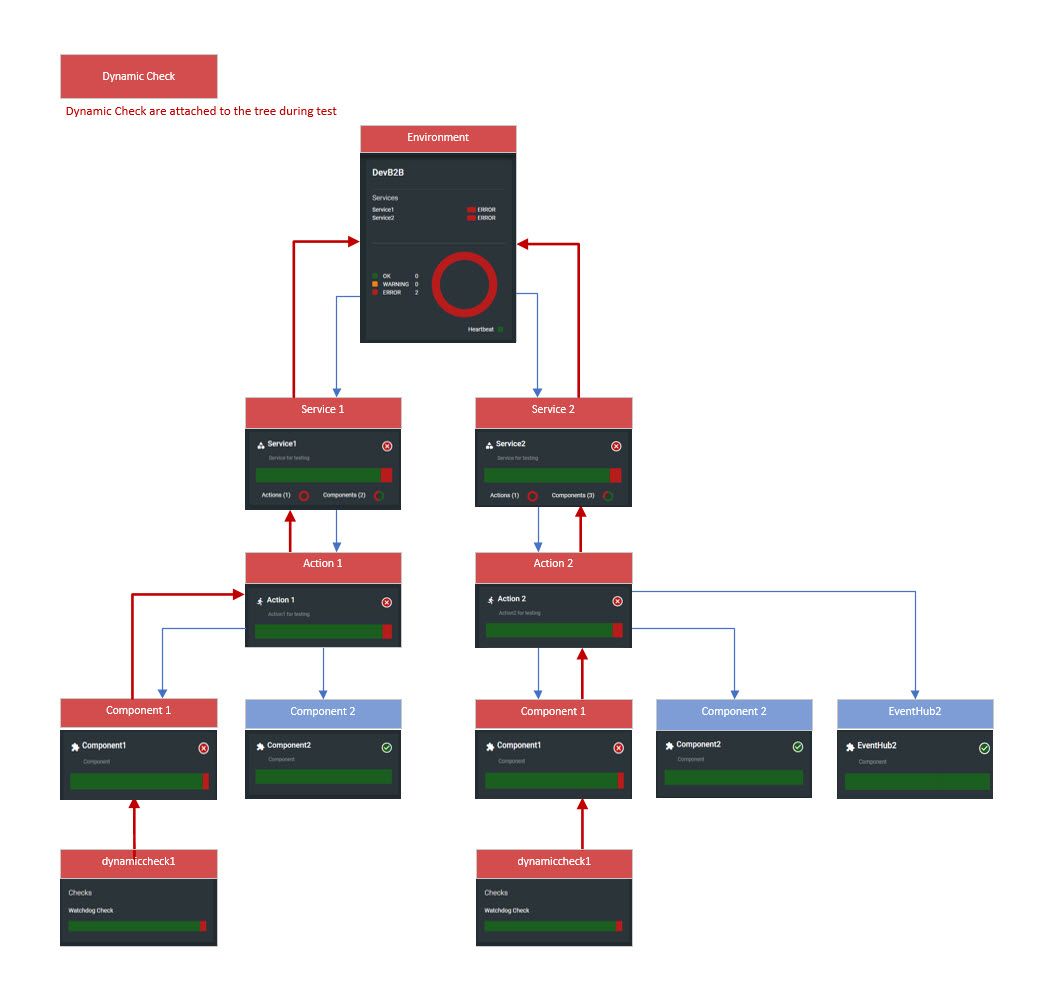 Dynamic Check
Dynamic Check are attached to the tree during test
Environment
DevB2B
Services
Service1 ERROR
Service2 ERROR
OK 0
WARNING 0
ERROR 2
Heartbeat
Service 1
Service1
Service for testing
Actions (1) Components (2)
Service 2
Service2
Service for testing
Actions (1) Components (3)
Action 1
Action 1
Action1 for testing
Action 2
Action 2
Action2 for testing
Component 1
Component1
Component
Component 2
Component2
Component
Component 1
Component1
Component
Component 2
Component2
Component
EventHub2
EventHub2
Component
dynamiccheck1
Checks
Watchdog Check
dynamiccheck1
Checks
Watchdog Check